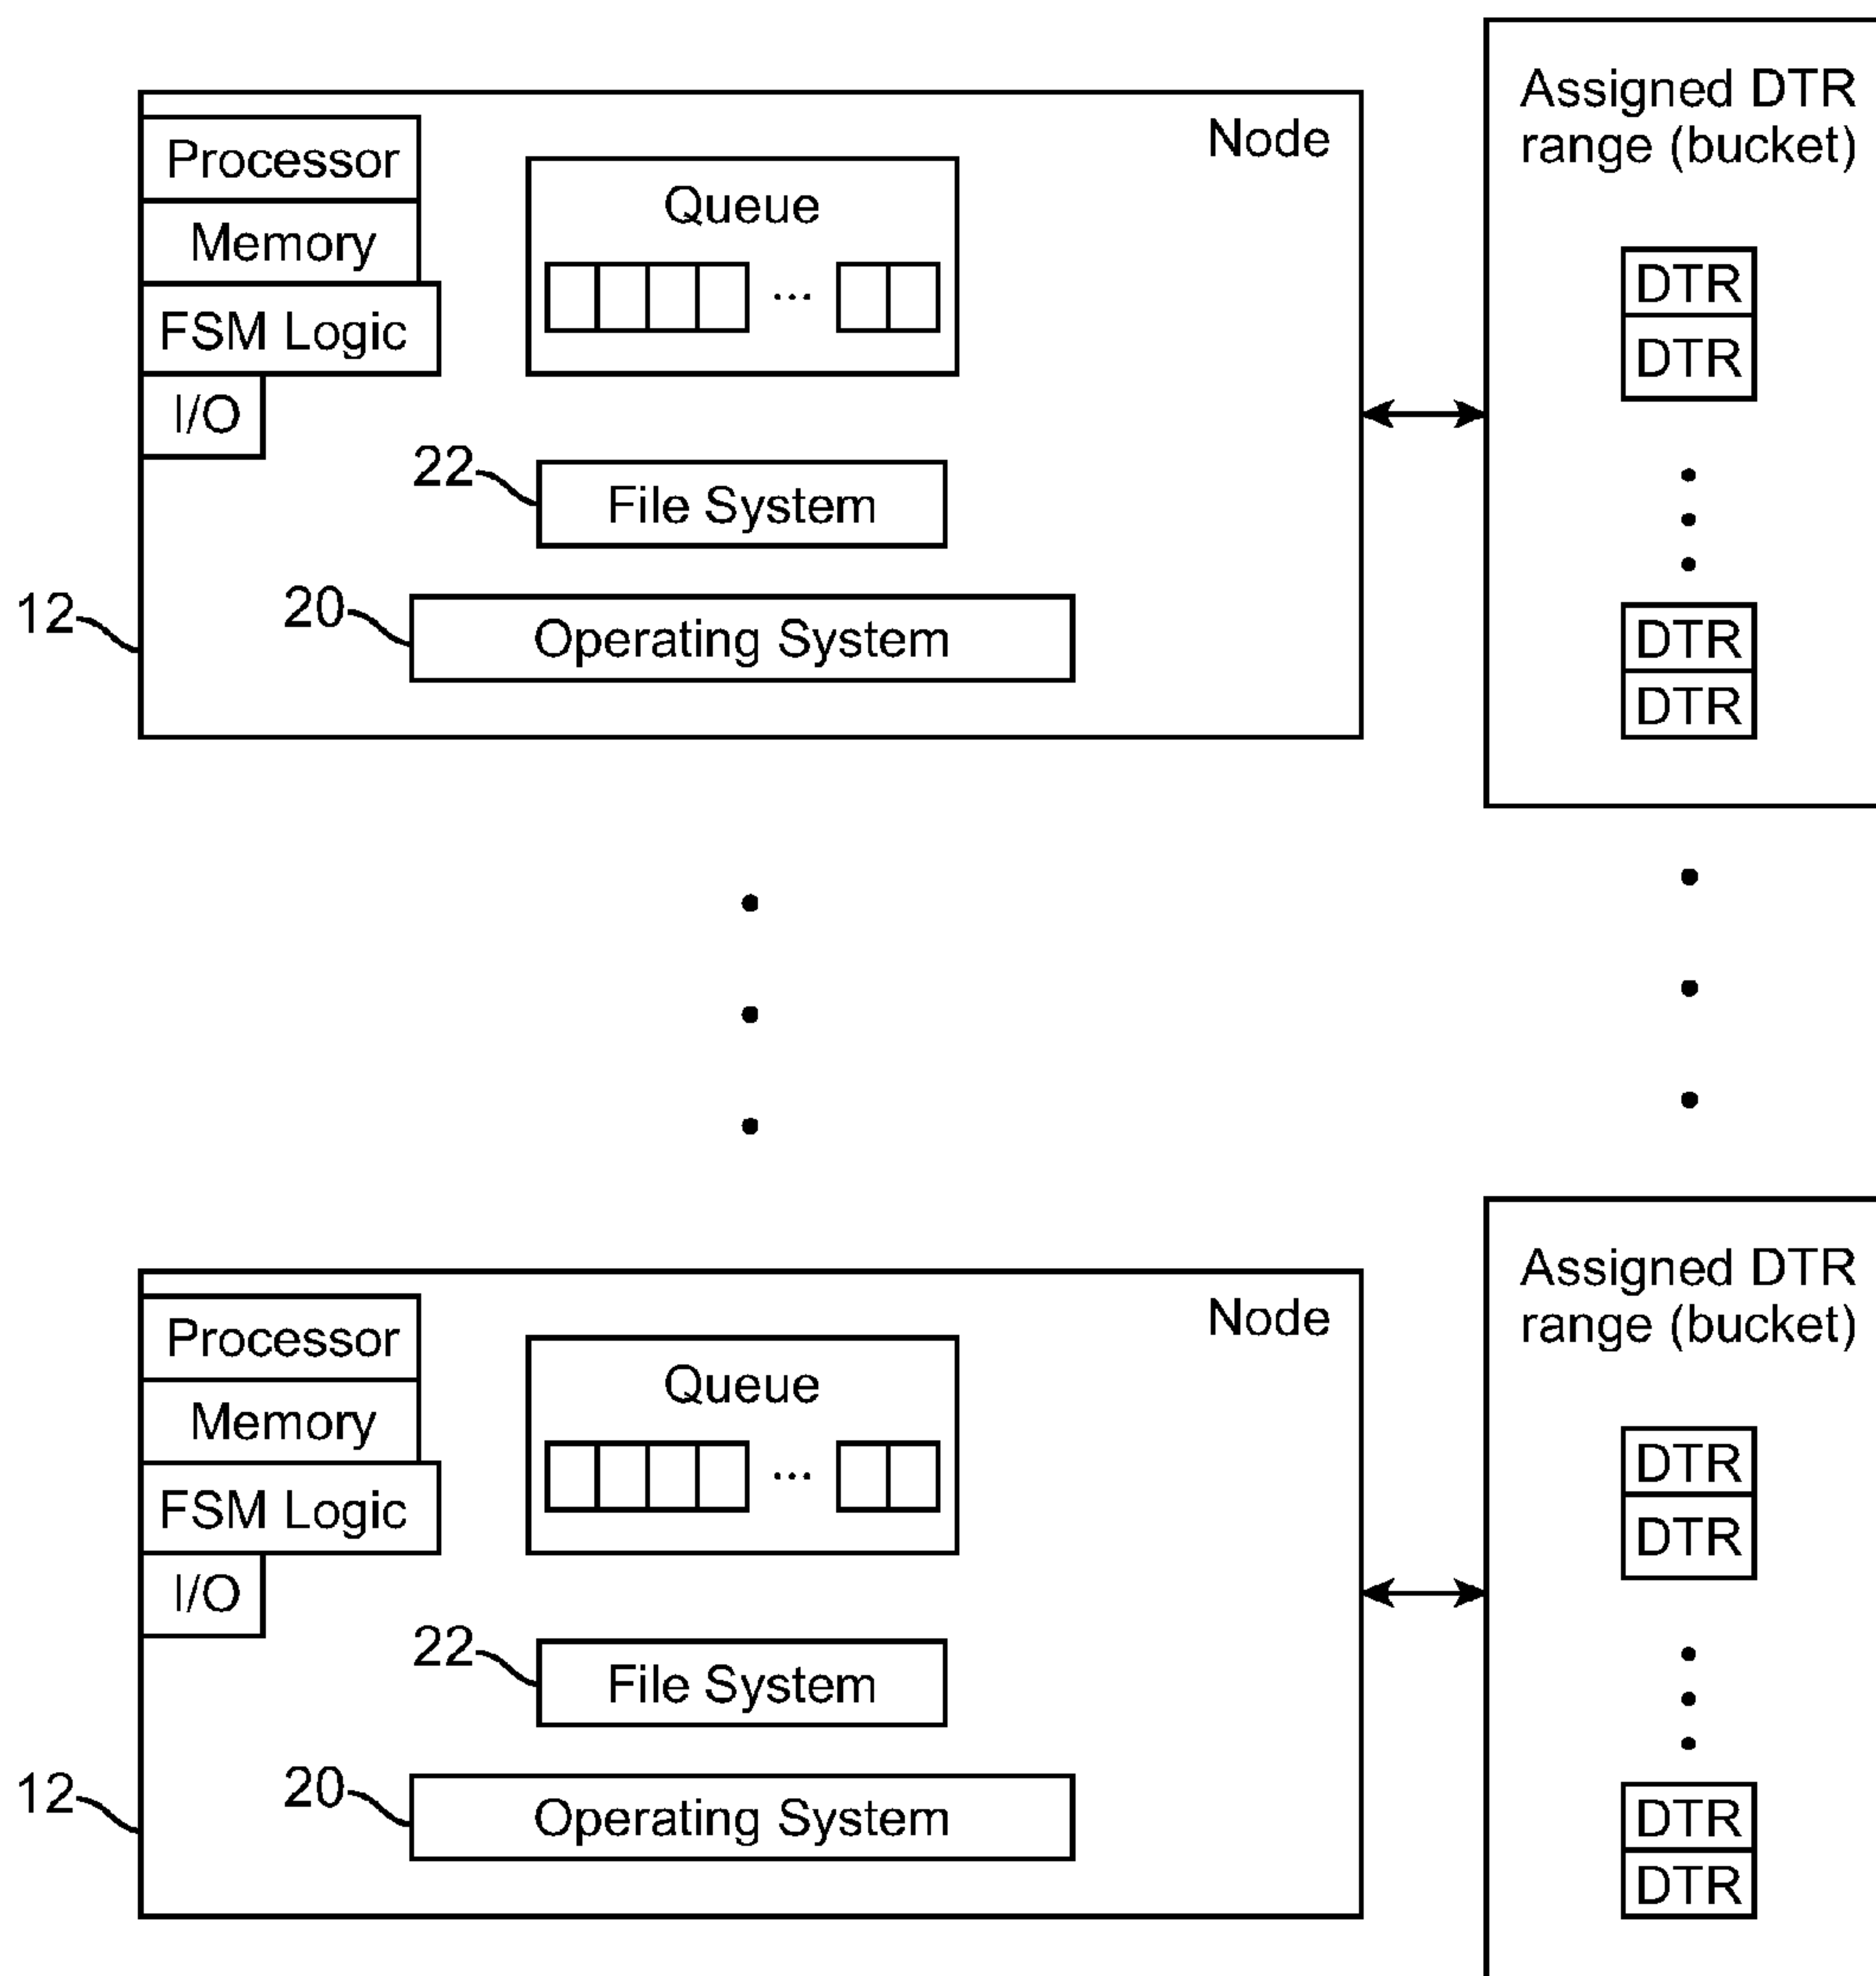 Assigned DTR
range (bucket)
Node
Processor
Queue
Memory
DTR
FSM Logic
...
DTR
I/O
22
File System
12
20
Operating System
DTR
DTR
Assigned DTR
range (bucket)
Node
Processor
Queue
Memory
DTR
FSM Logic
...
DTR
I/O
22
File System
12
20
Operating System
DTR
DTR